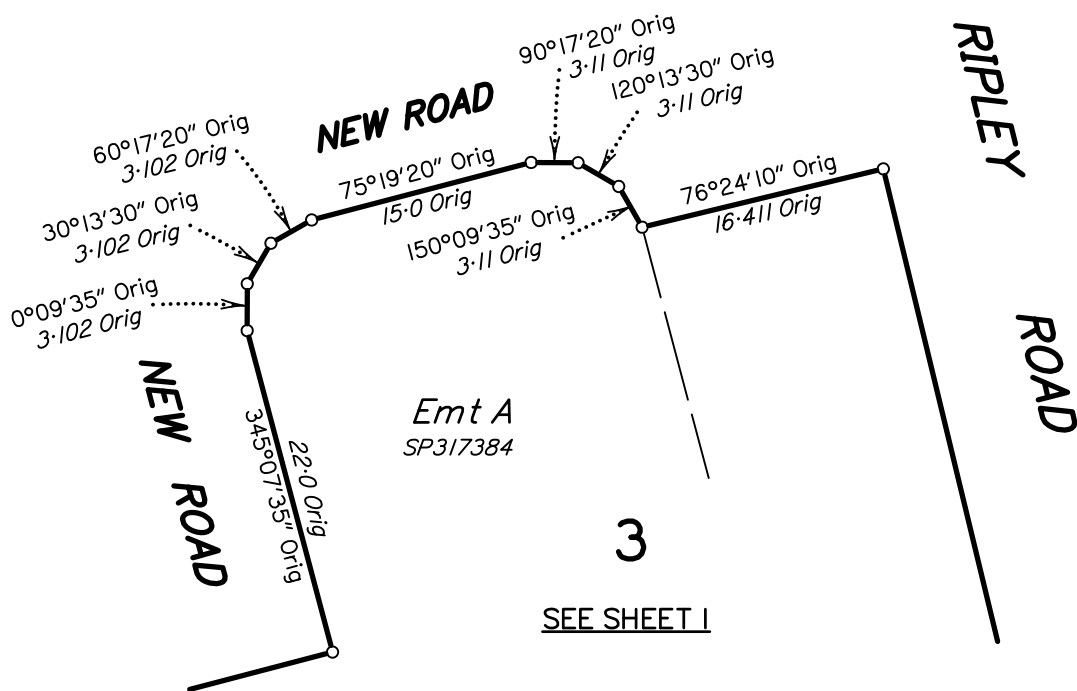 90°17'20" Orig
3·11 Orig
120°13'30" Orig
3·11 Orig
RIPLEY
ROAD
NEW ROAD
60°17'20" Orig
3·102 Orig
75°19'20" Orig
15·0 Orig
76°24'10" Orig
16·411 Orig
30°13'30" Orig
3·102 Orig
150°09'35" Orig
3·11 Orig
0°09'35" Orig
3·102 Orig
NEW ROAD
345°07'35" Orig
22·0 Orig
Emt A
SP317384
3
SEE SHEET 1